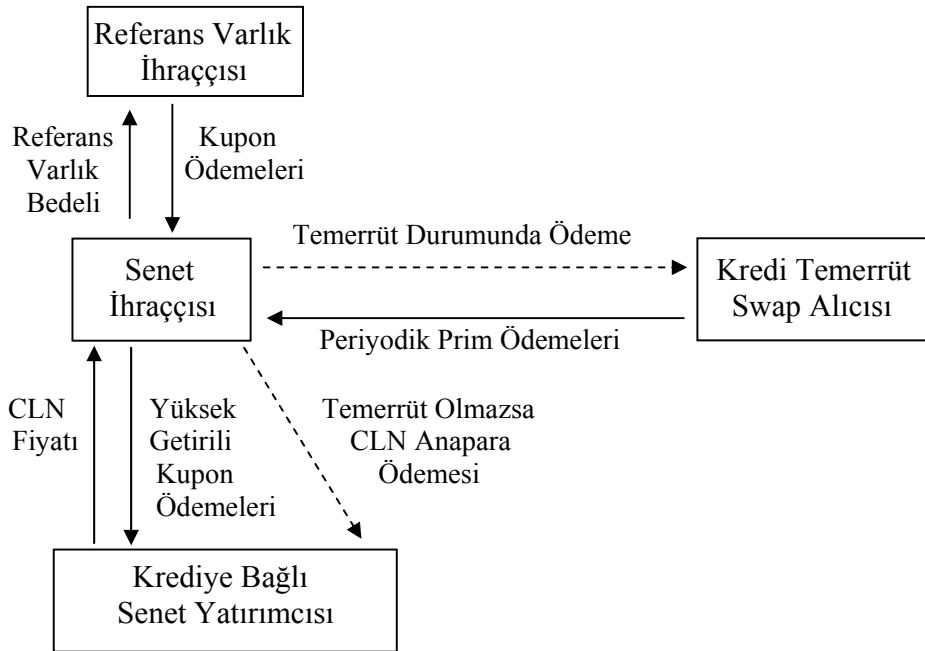 Referans Varlık
İhraççısı
Referans
Varlık
Bedeli
Kupon
Ödemeleri
Temerrüt Durumunda Ödeme
Senet
İhraççısı
Kredi Temerrüt
Swap Alıcısı
Periyodik Prim Ödemeleri
CLN
Fiyatı
Yüksek
Getirili
Kupon
Ödemeleri
Temerrüt Olmazsa
CLN Anapara
Ödemesi
Krediye Bağlı
Senet Yatırımcısı